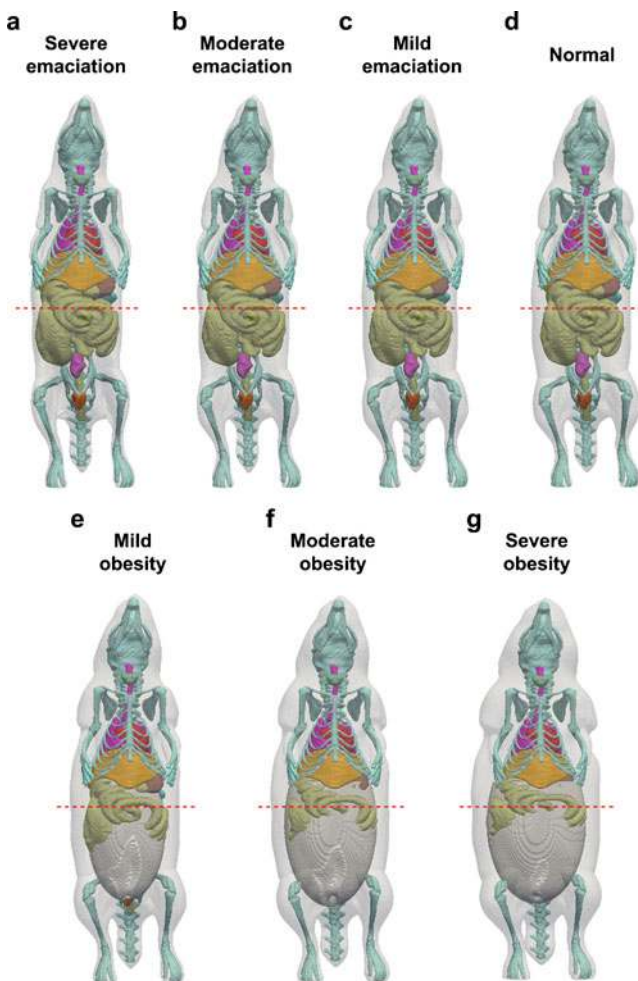 a
Severe
emaciation
b
Moderate
emaciation
c
Mild
emaciation
d
Normal
e
Mild
obesity
f
Moderate
obesity
g
Severe
obesity